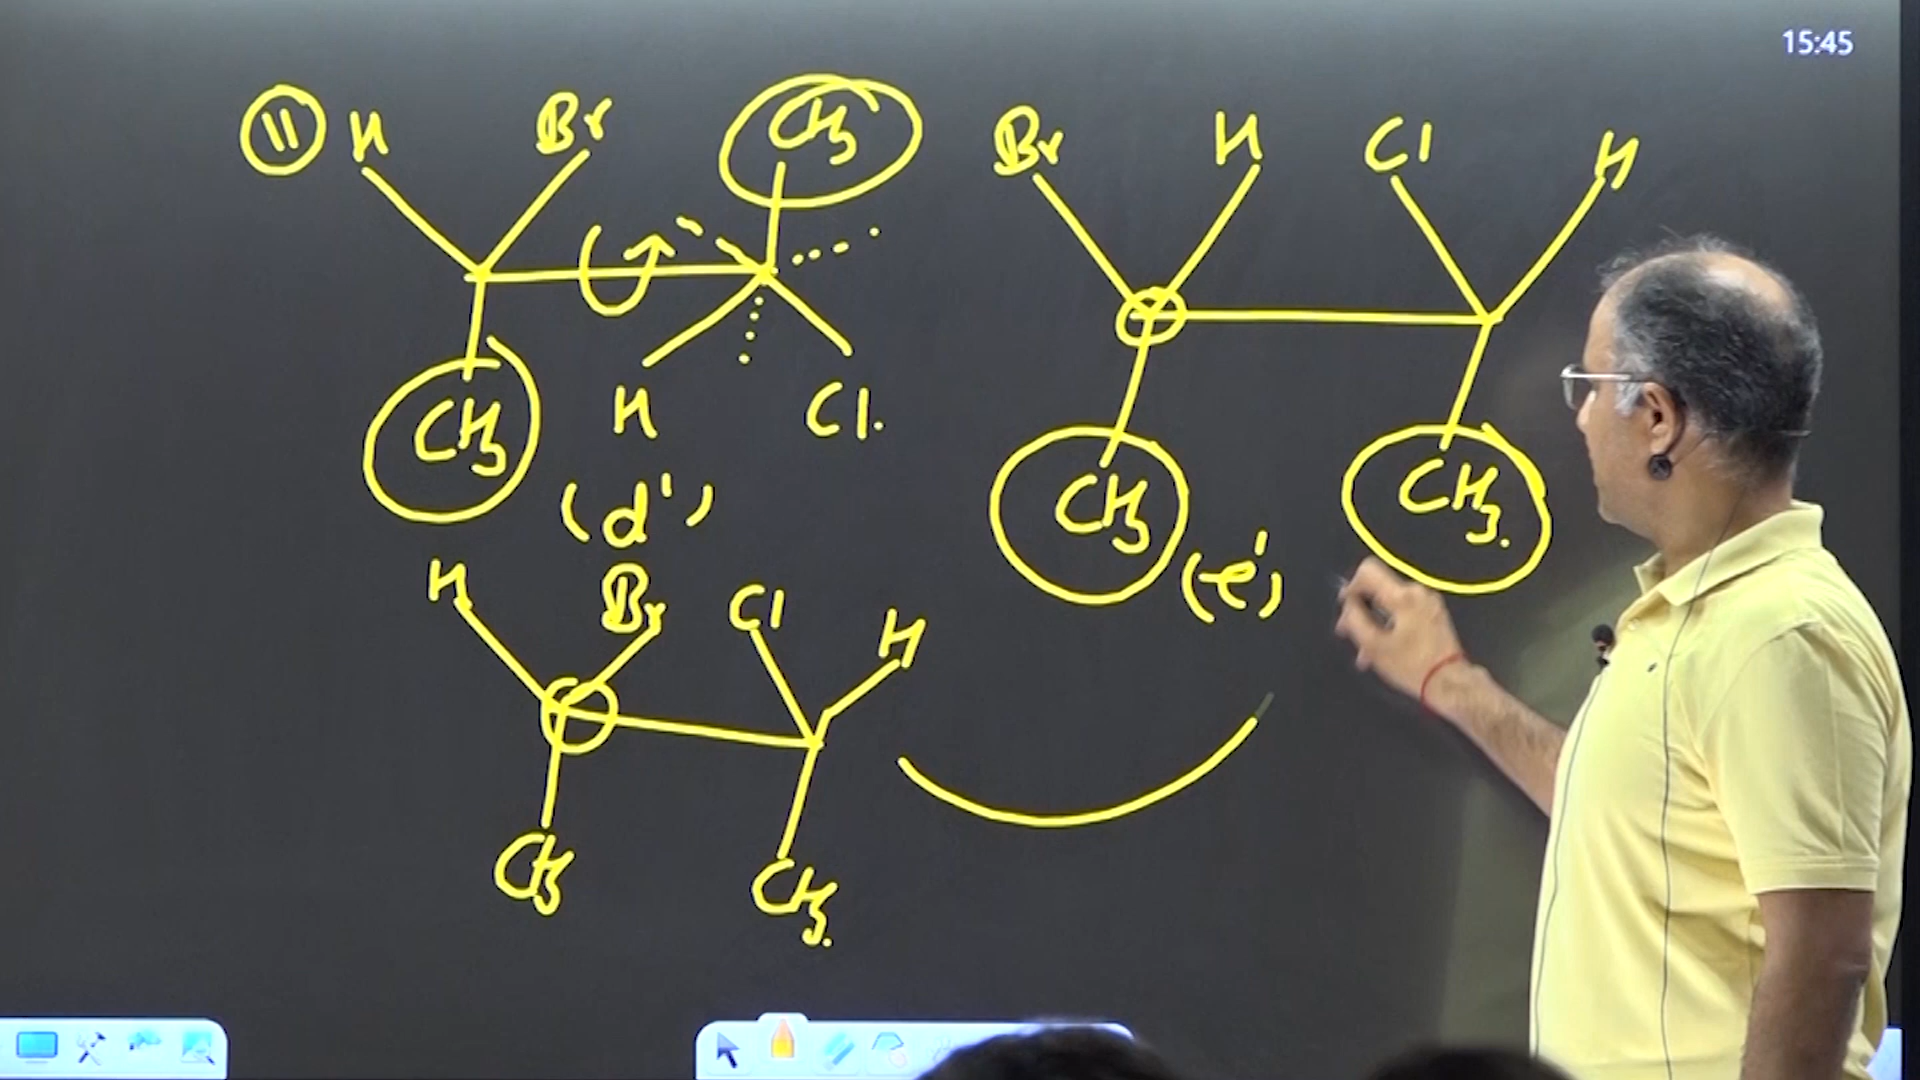 15:45
11 H Br CH3 Br H Cl H
H Cl.
CH3 CH3 CH3.
(d') (e')
H Br Cl H
CH3 CH3.